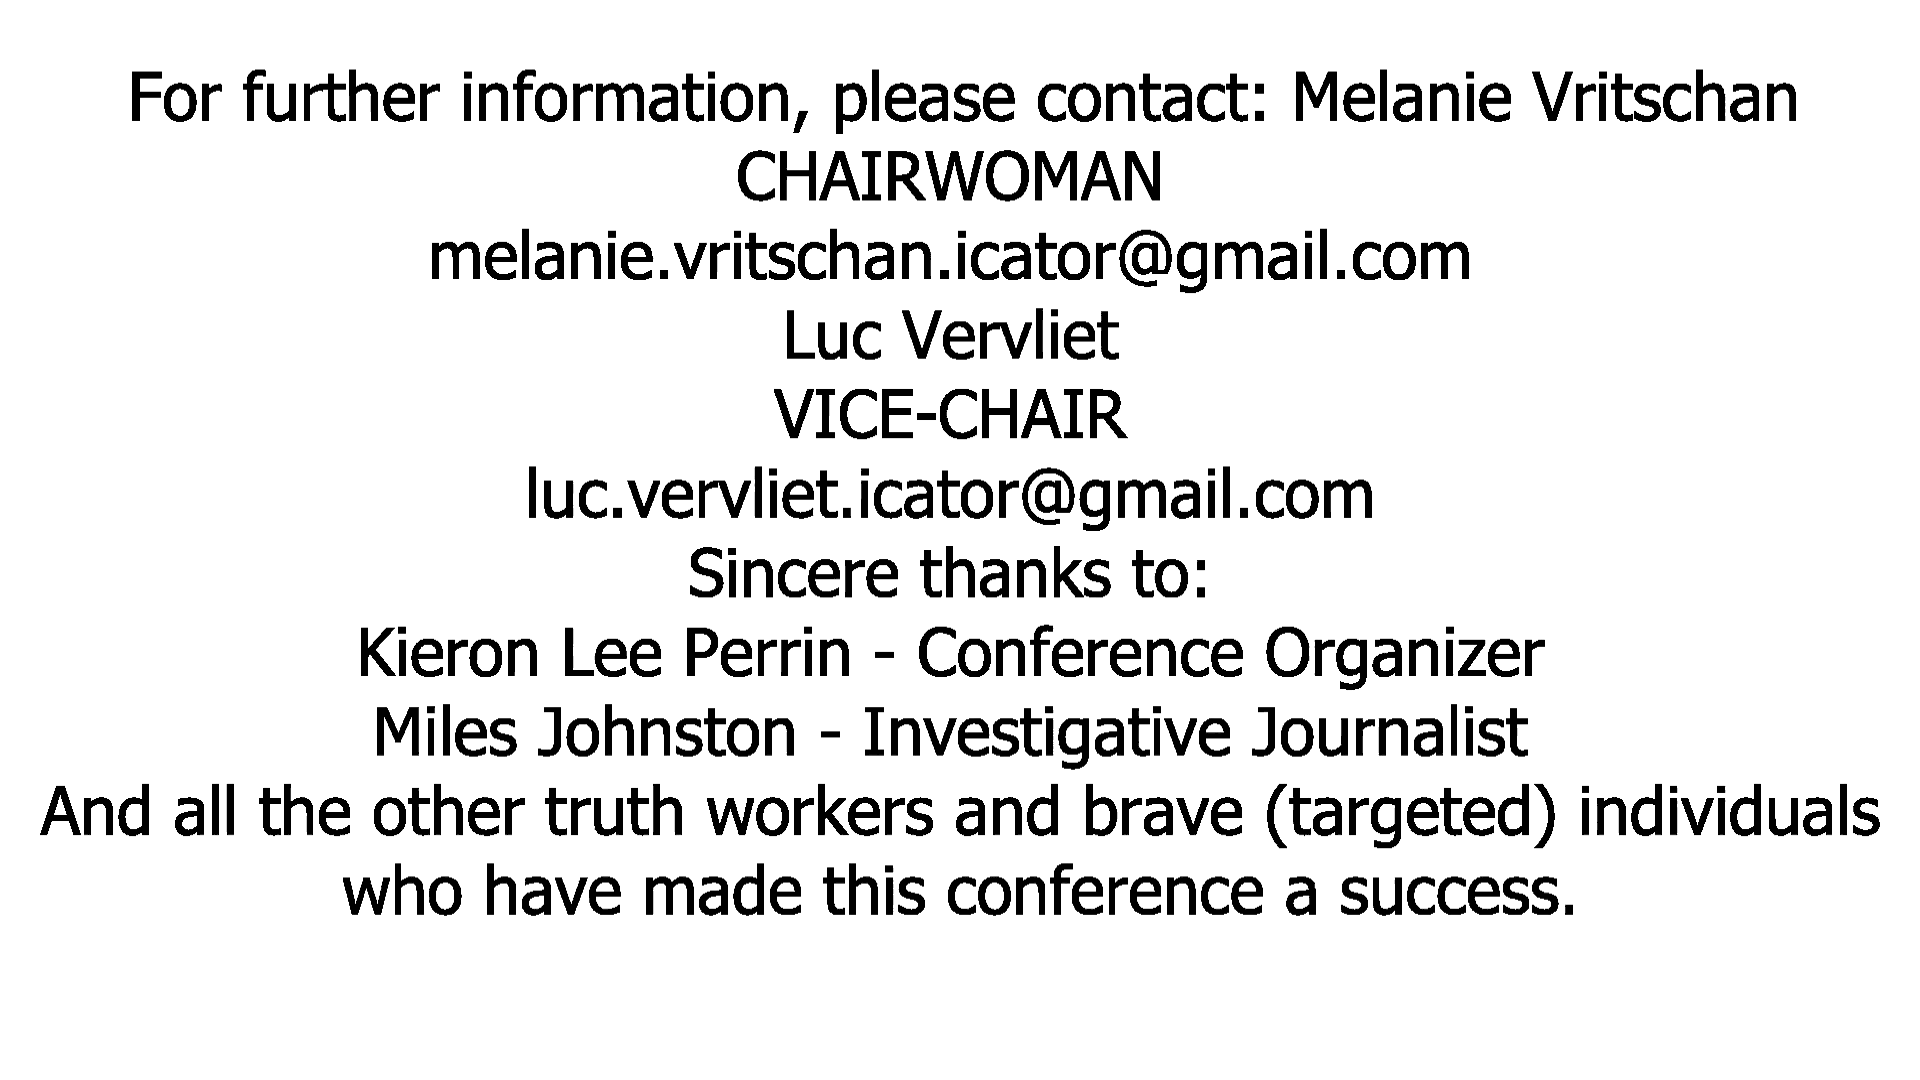 For further information, please contact: Melanie Vritschan
CHAIRWOMAN
melanie.vritschan.icator@gmail.com
Luc Vervliet
VICE-CHAIR
luc.vervliet.icator@gmail.com
Sincere thanks to:
Kieron Lee Perrin - Conference Organizer
Miles Johnston - Investigative Journalist
And all the other truth workers and brave (targeted) individuals
who have made this conference a success.